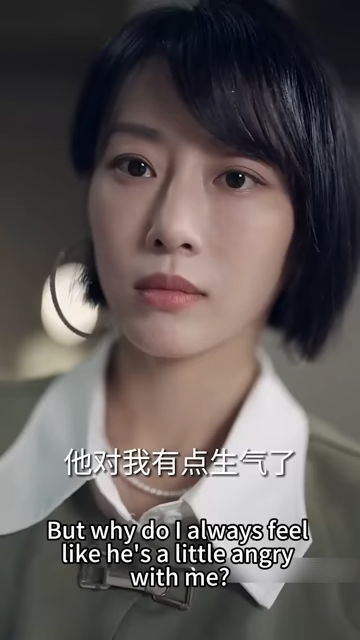 他对我有点生气了
But why do I always feel
like he's a little angry
with me?